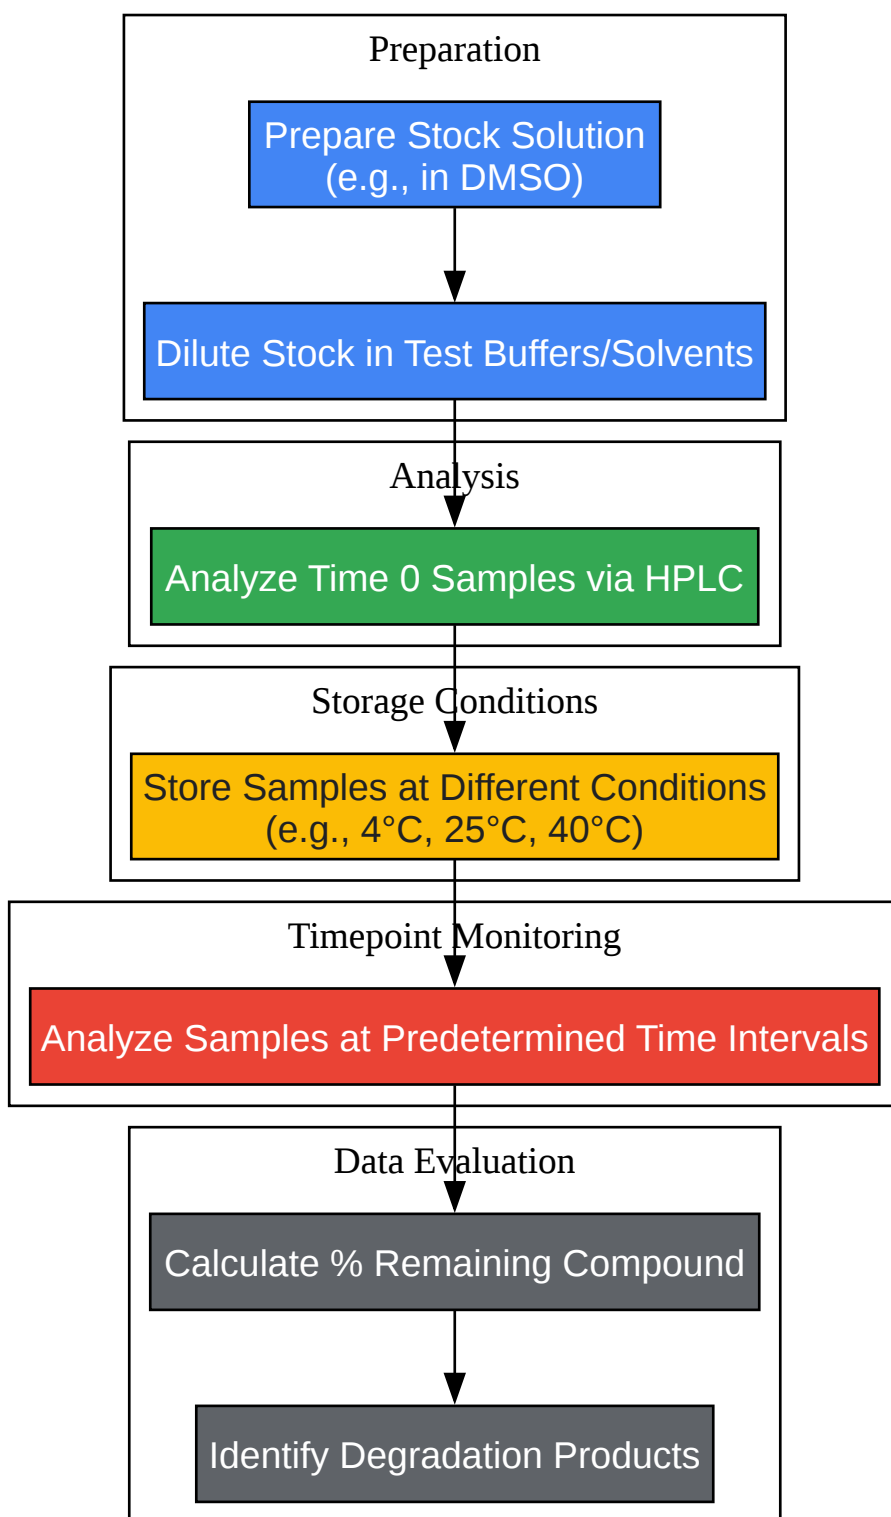 Preparation
Prepare Stock Solution
(e.g., in DMSO)
Dilute Stock in Test Buffers/Solvents
Analysis
Analyze Time 0 Samples via HPLC
Storage Conditions
Store Samples at Different Conditions
(e.g., 4°C, 25°C, 40°C)
Timepoint Monitoring
Analyze Samples at Predetermined Time Intervals
Data Evaluation
Calculate % Remaining Compound
Identify Degradation Products